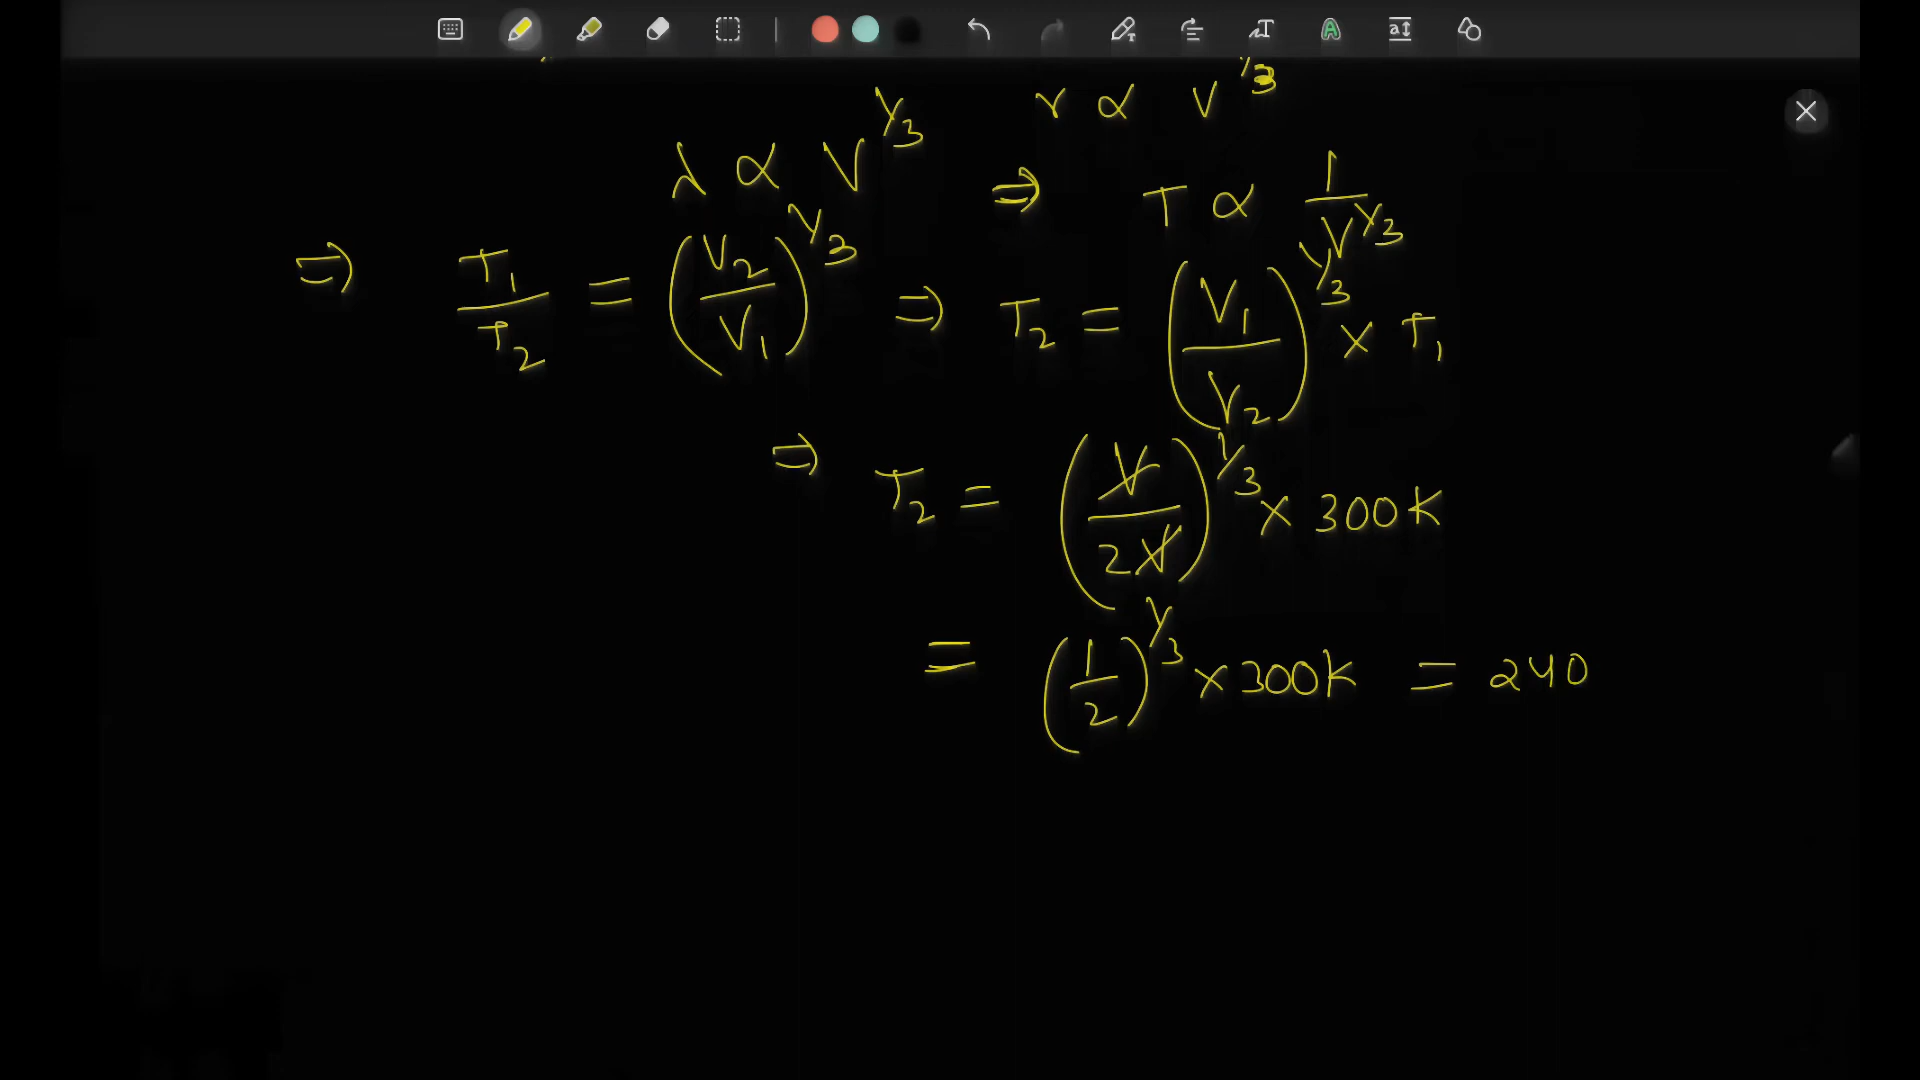 r ∝ V^1/3
λ ∝ V^1/3 ⇒ T ∝ 1/V^1/3
⇒ T₁/T₂ = (V₂/V₁)^1/3 ⇒ T₂ = (V₁/V₂)^1/3 × T₁
⇒ T₂ = (V/2V)^1/3 × 300K
= (1/2)^1/3 × 300K = 240